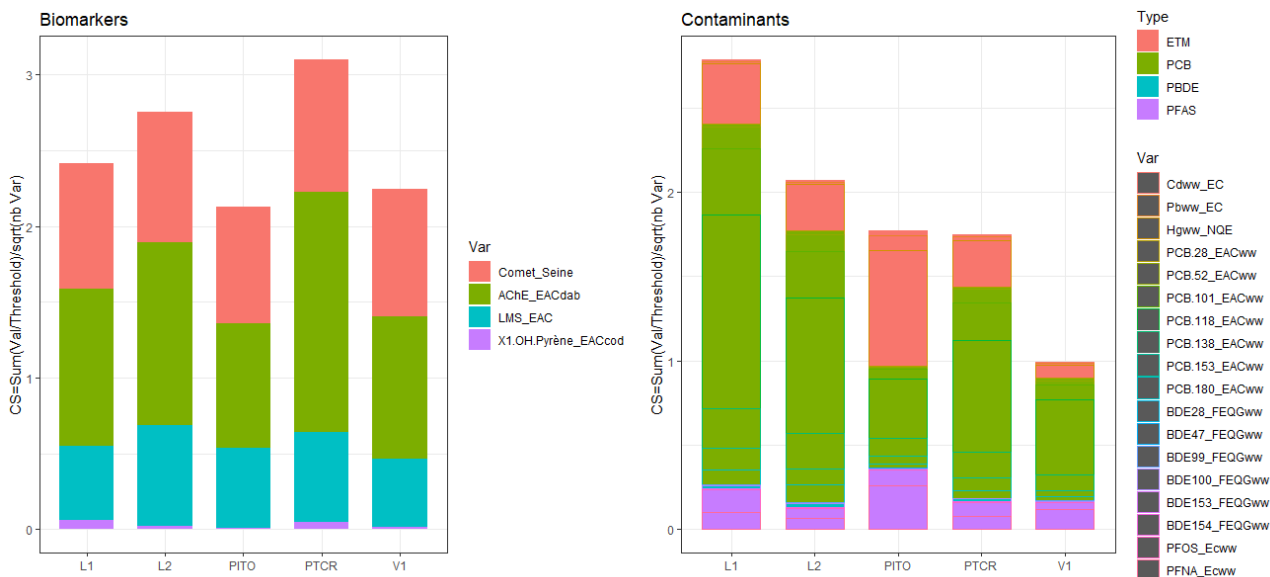 Biomarkers
CS=Sum(Val/Threshold)/sqrt(nb Var)
3
2
1
0
L1 L2 PITO PTCR V1
Var
Comet_Seine
AChE_EACdab
LMS_EAC
X1.OH.Pyrène_EACcod
Contaminants
CS=Sum(Val/Threshold)/sqrt(nb Var)
2
1
0
L1 L2 PITO PTCR V1
Type
ETM
PCB
PBDE
PFAS
Var
Cdww_EC
Pbww_EC
Hgww_NQE
PCB.28_EACww
PCB.52_EACww
PCB.101_EACww
PCB.118_EACww
PCB.138_EACww
PCB.153_EACww
PCB.180_EACww
BDE28_FEQGww
BDE47_FEQGww
BDE99_FEQGww
BDE100_FEQGww
BDE153_FEQGww
BDE154_FEQGww
PFOS_Ecww
PFNA_Ecww